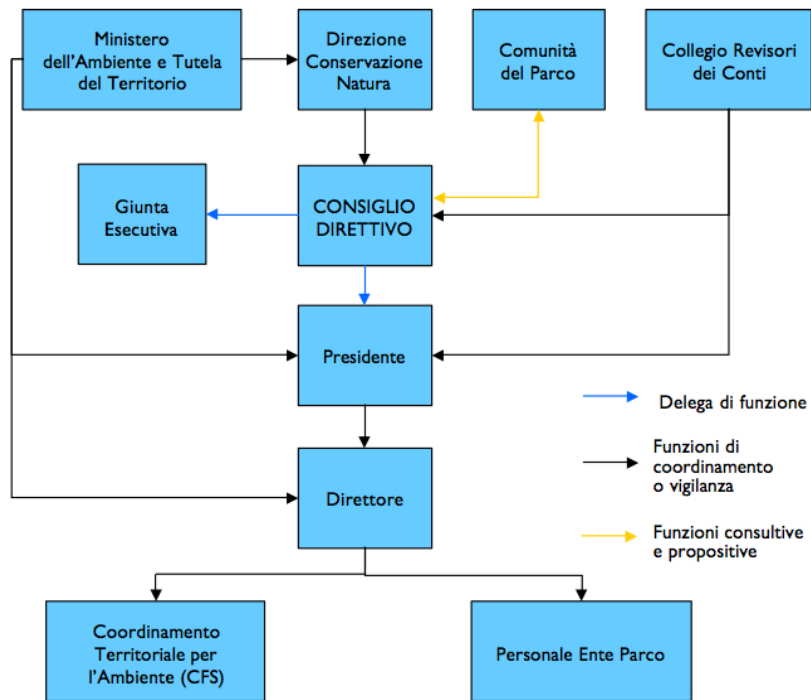 Ministero
dell'Ambiente e Tutela
del Territorio
Direzione
Conservazione
Natura
Comunità
del Parco
Collegio Revisori
dei Conti
Giunta
Esecutiva
CONSIGLIO
DIRETTIVO
Presidente
Delega di funzione
Funzioni di
coordinamento
o vigilanza
Direttore
Funzioni consultive
e propositive
Coordinamento
Territoriale per
l'Ambiente (CFS)
Personale Ente Parco